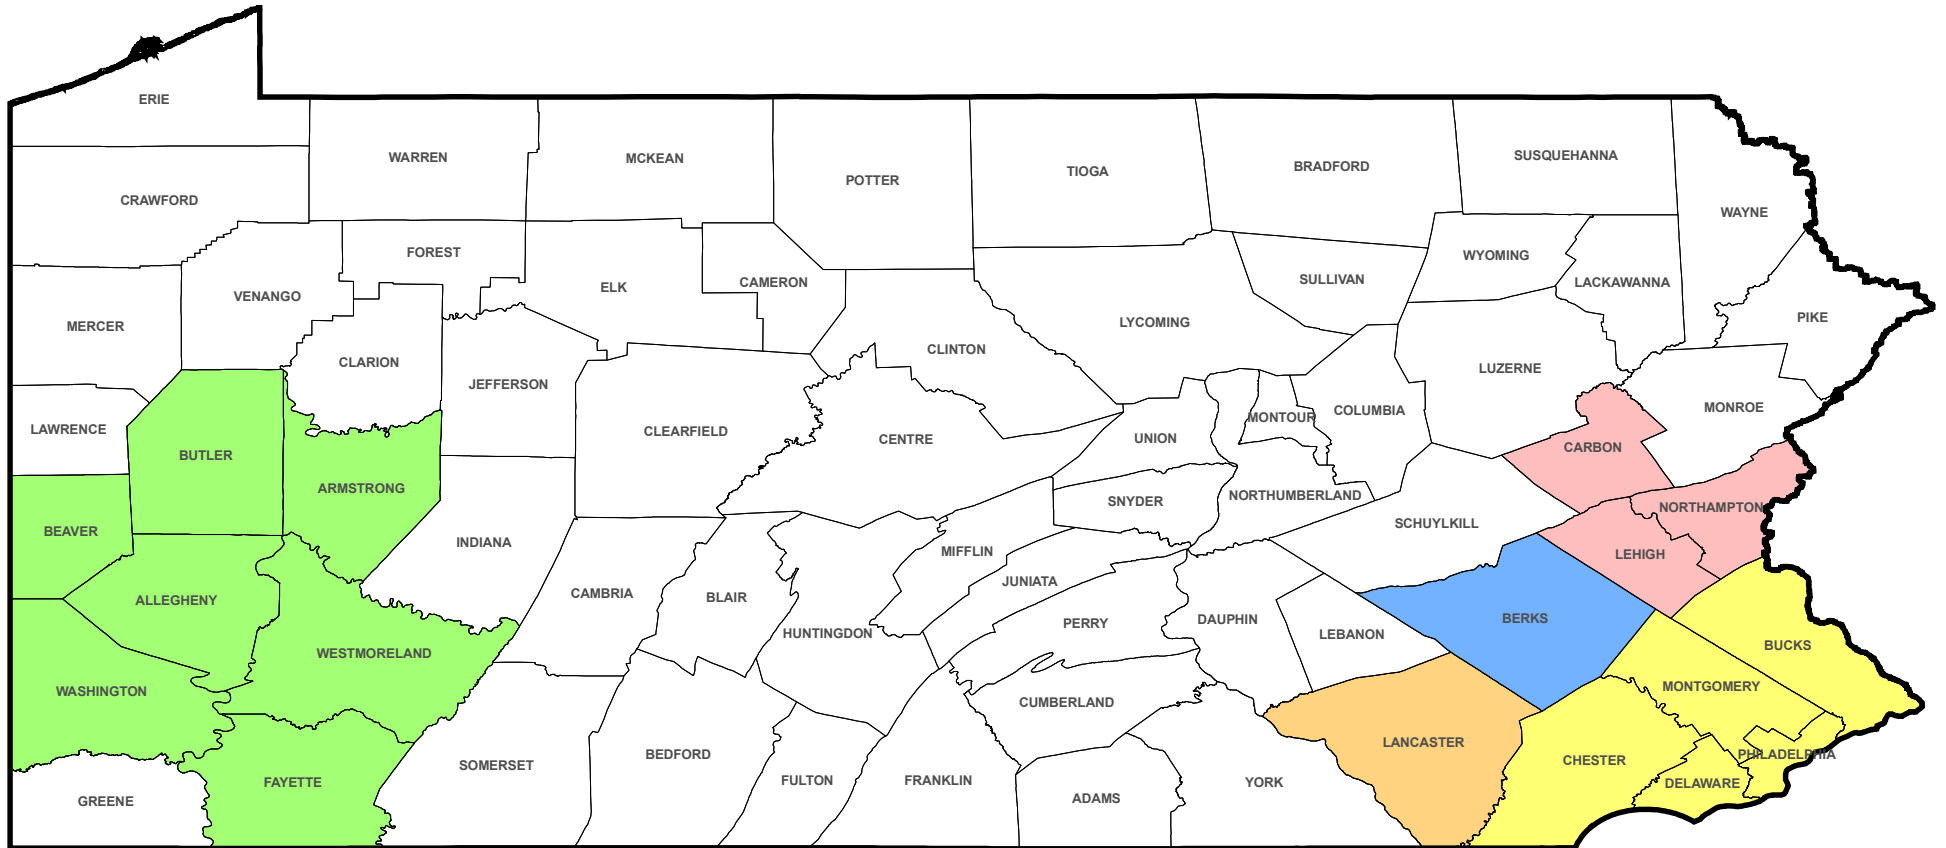 ERIE
WARREN
MCKEAN
POTTER
TIOGA
BRADFORD
SUSQUEHANNA
WAYNE
CRAWFORD
FOREST
ELK
CAMERON
SULLIVAN
WYOMING
LACKAWANNA
PIKE
MERCER
VENANGO
CLARION
JEFFERSON
CLINTON
LYCOMING
LUZERNE
MONROE
LAWRENCE
BUTLER
ARMSTRONG
CLEARFIELD
CENTRE
UNION
MONTOUR
COLUMBIA
CARBON
BEAVER
INDIANA
SNYDER
NORTHUMBERLAND
SCHUYLKILL
NORTHAMPTON
LEHIGH
ALLEGHENY
CAMBRIA
BLAIR
MIFFLIN
JUNIATA
HUNTINGDON
PERRY
DAUPHIN
LEBANON
BERKS
BUCKS
WASHINGTON
WESTMORELAND
CUMBERLAND
MONTGOMERY
LANCASTER
CHESTER
PHILADELPHIA
DELAWARE
GREENE
FAYETTE
SOMERSET
BEDFORD
FULTON
FRANKLIN
ADAMS
YORK